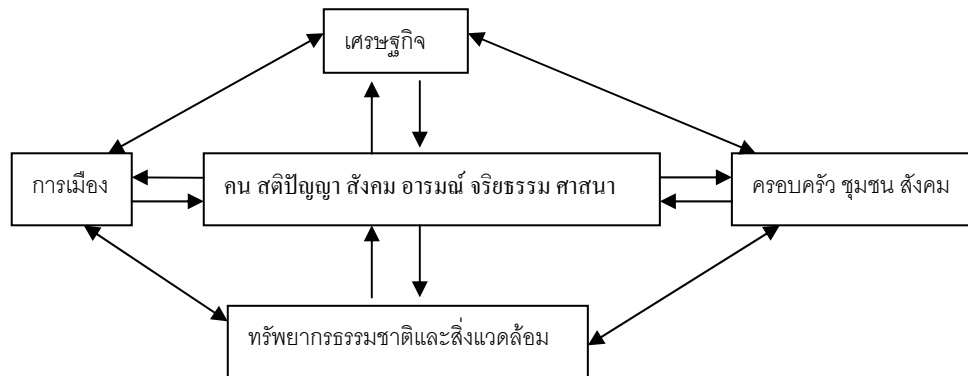 เศรษฐกิจ
การเมือง
คน สติปัญญา สังคม อารมณ์ จริยธรรม ศาสนา
ครอบครัว ชุมชน สังคม
ทรัพยากรธรรมชาติและสิ่งแวดล้อม